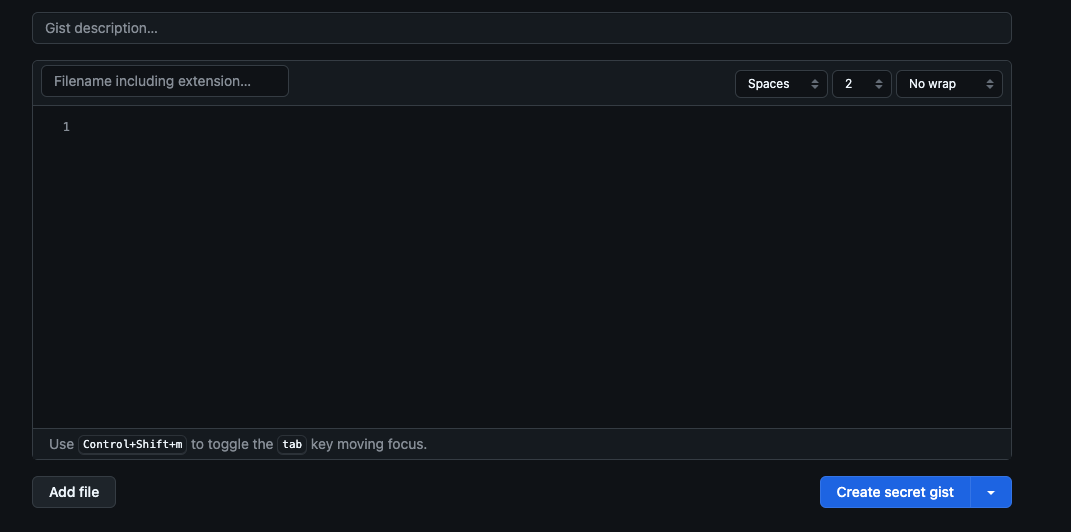 Gist description...
Filename including extension...
Spaces
2
No wrap
1
Use Control+Shift+m to toggle the tab key moving focus.
Add file
Create secret gist